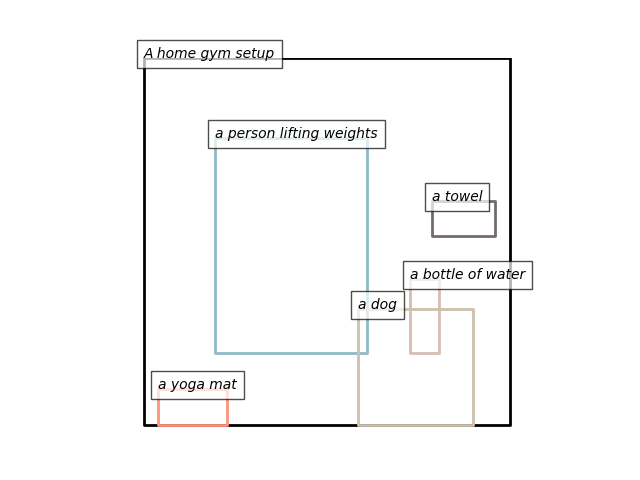 A home gym setup
a person lifting weights
a towel
a bottle of water
a dog
a yoga mat